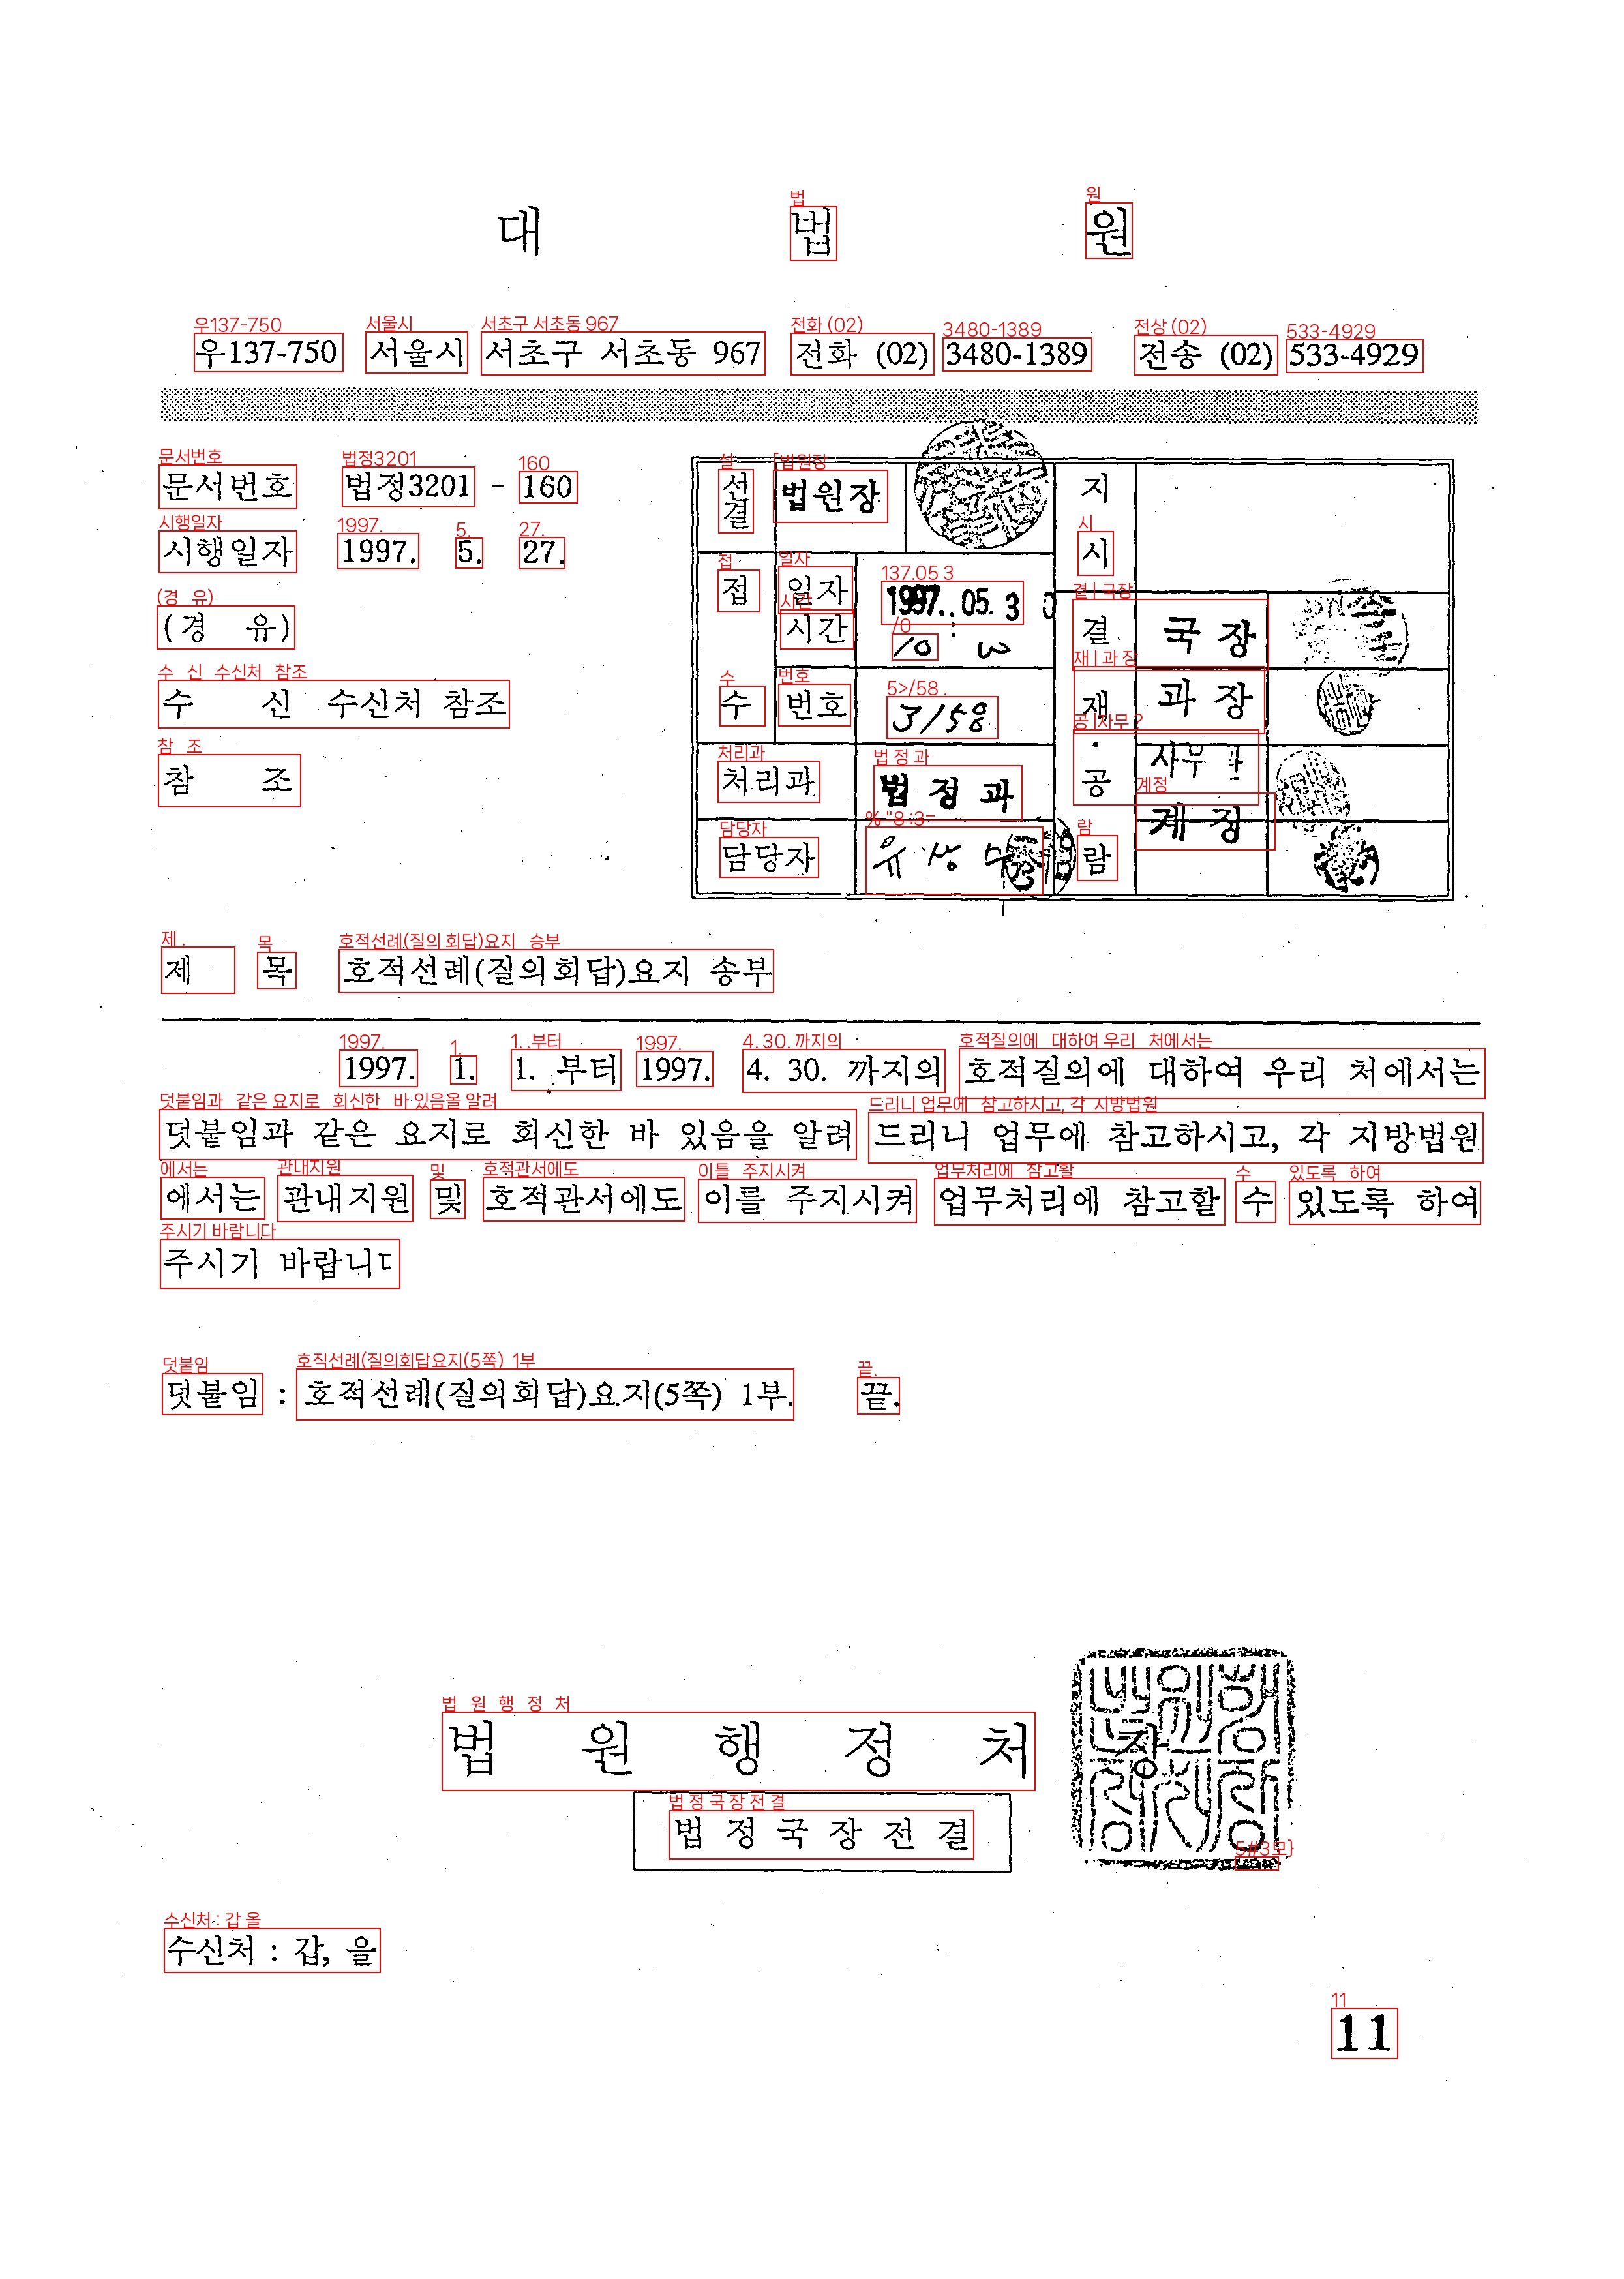 대 법 원
우137-750 서울시 서초구 서초동 967 전화 (02) 3480-1389 전송 (02) 533-4929
문서번호 법정3201 - 160
시행일자 1997. 5. 27.
(경 유)
수 신 수신처 참조
참 조
선결 법원장 지
시
접 일자 1997. 05. 3 0
시간 10 :
결 국장
수 번호 3158
재 과장
처리과 법정과
· 공 사무
계장
담당자 유상
람
제 목 호적선례(질의회답)요지 송부
1997. 1. 1. 부터 1997. 4. 30. 까지의 호적질의에 대하여 우리 처에서는
덧붙임과 같은 요지로 회신한 바 있음을 알려 드리니 업무에 참고하시고, 각 지방법원
에서는 관내지원 및 호적관서에도 이를 주지시켜 업무처리에 참고할 수 있도록 하여
주시기 바랍니다
덧붙임 : 호적선례(질의회답)요지(5쪽) 1부. 끝.
법 원 행 정 처 장
법 정 국 장 전 결
수신처 : 갑, 을
11